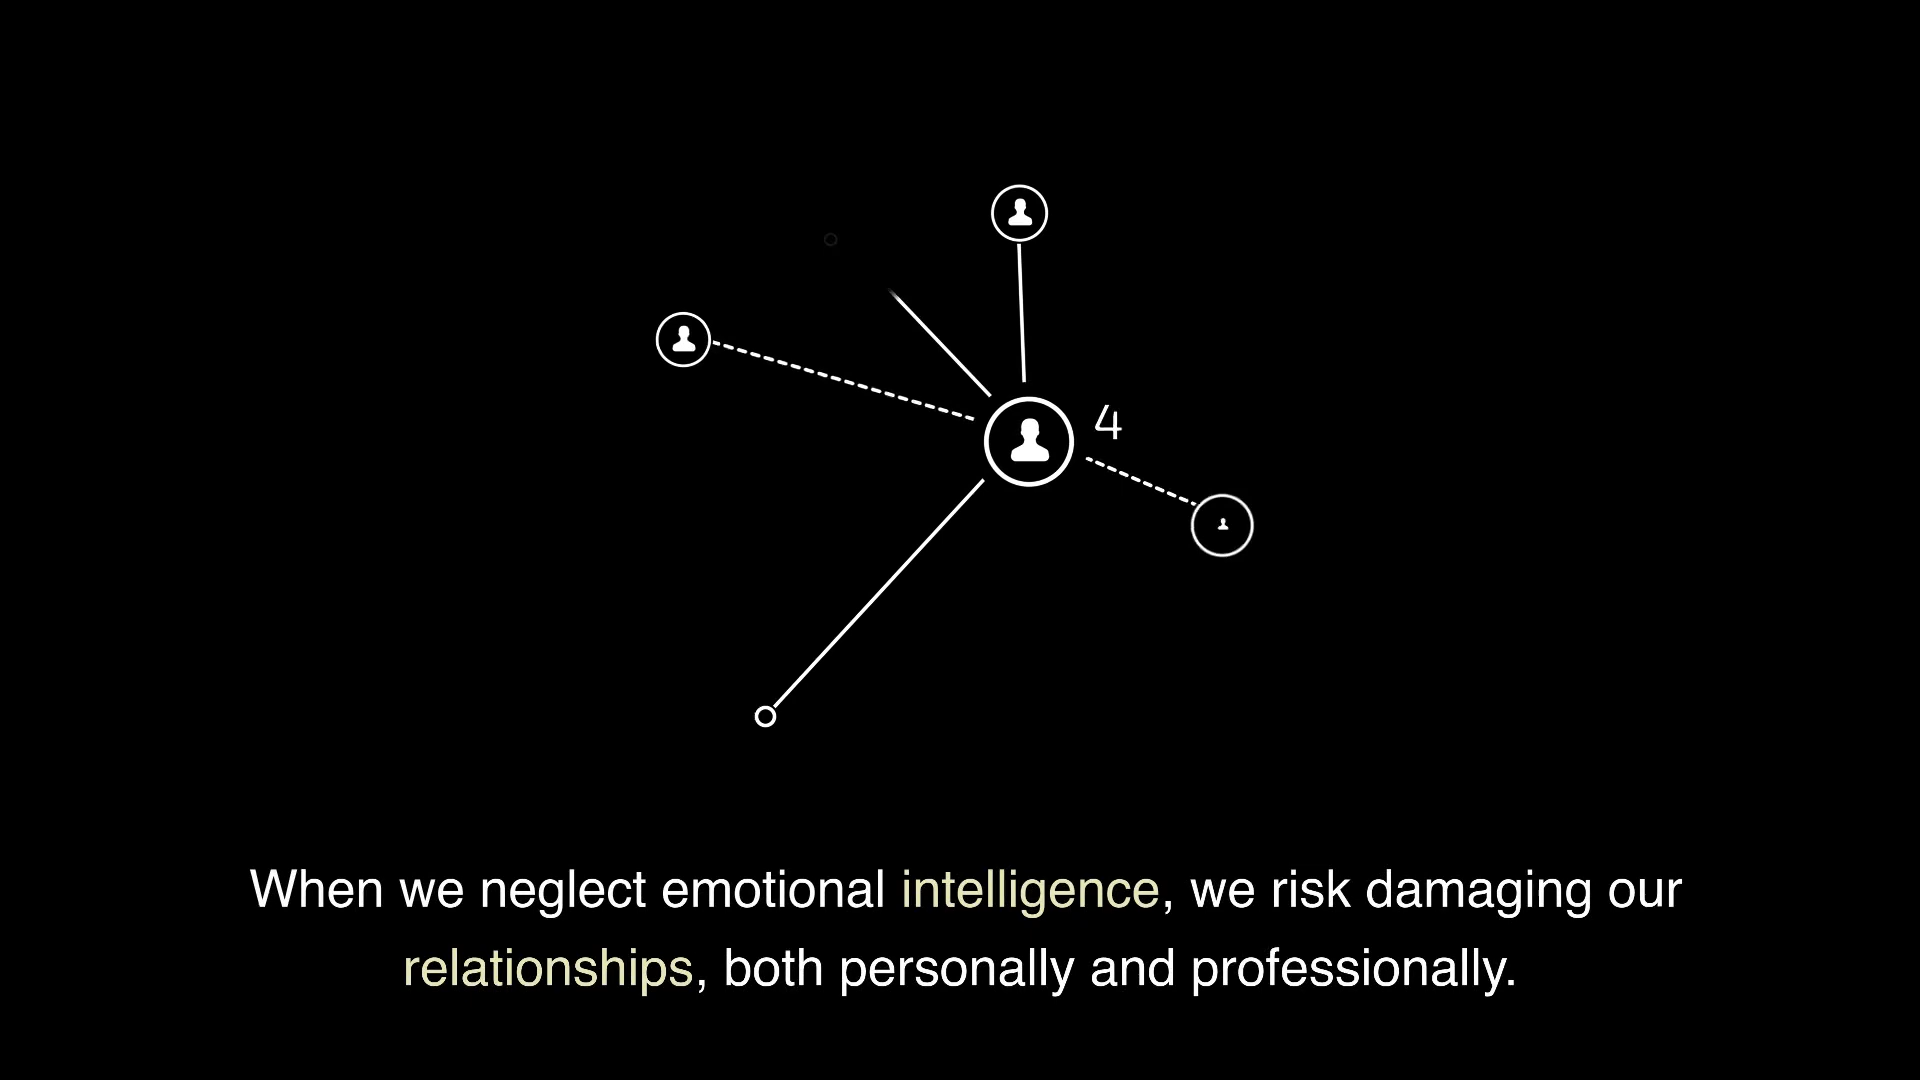 4
When we neglect emotional intelligence, we risk damaging our
relationships, both personally and professionally.